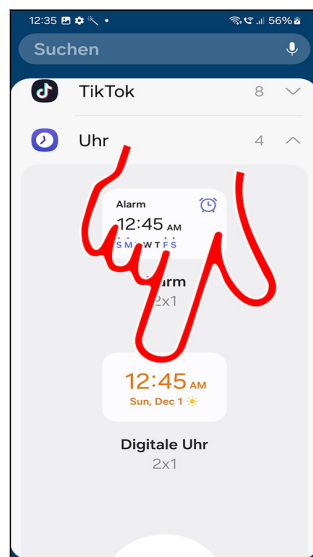 12:35
56%
Suchen
TikTok 8
Uhr 4
Alarm
12:45 AM
S M W T F S
2x1
12:45 AM
Sun, Dec 1
Digitale Uhr
2x1